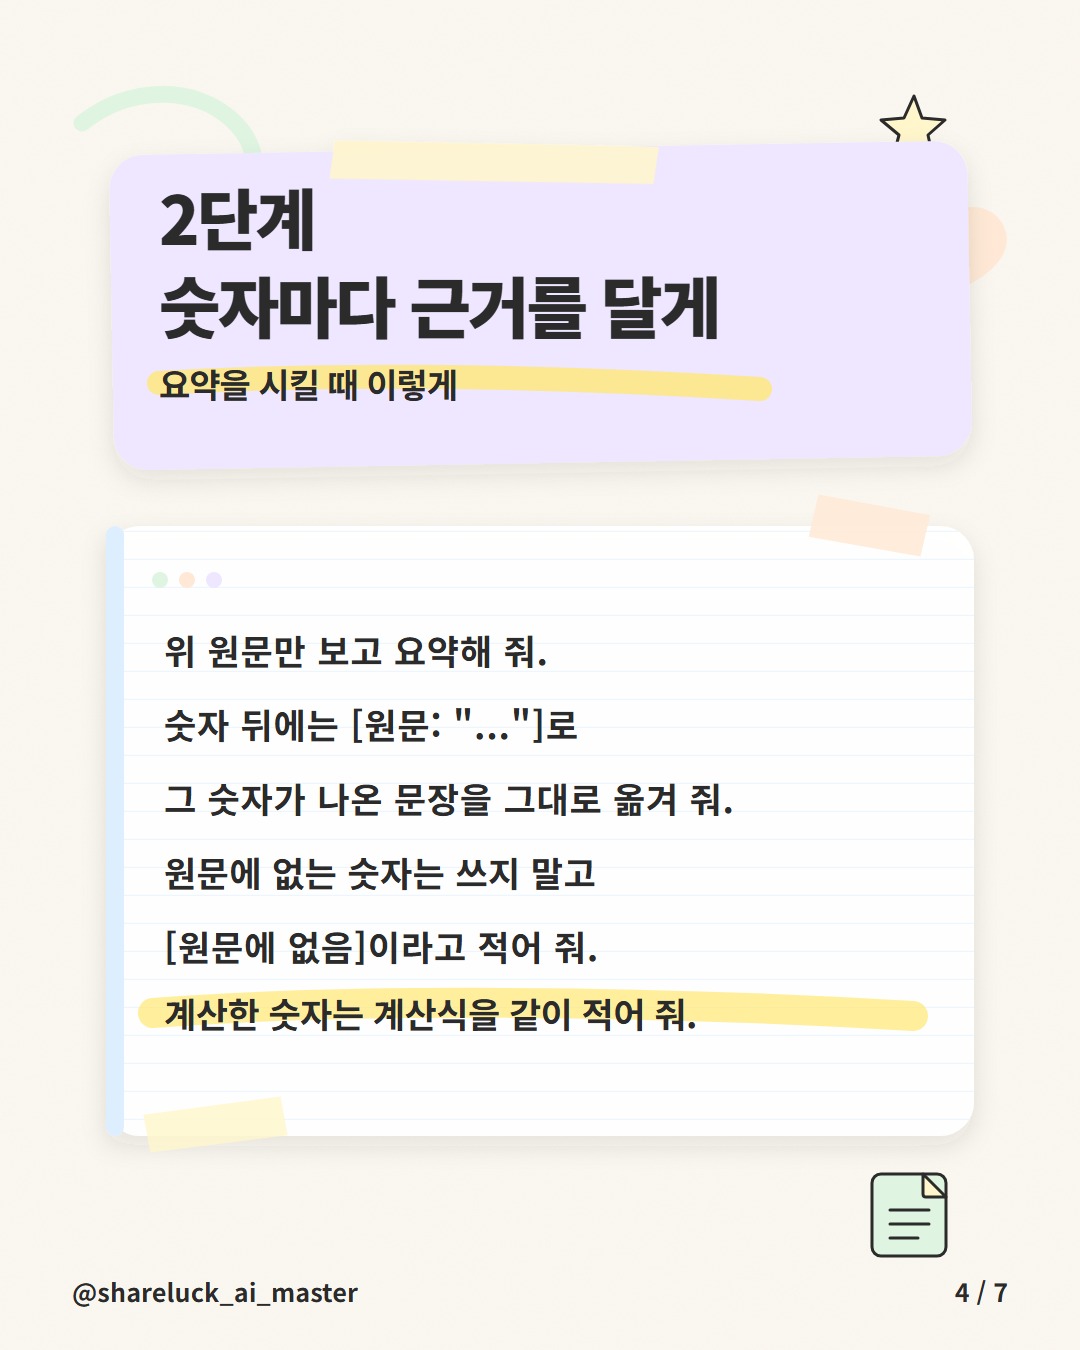 2단계
숫자마다 근거를 달게
요약을 시킬 때 이렇게
위 원문만 보고 요약해 줘.
숫자 뒤에는 [원문: "..."]로
그 숫자가 나온 문장을 그대로 옮겨 줘.
원문에 없는 숫자는 쓰지 말고
[원문에 없음]이라고 적어 줘.
계산한 숫자는 계산식을 같이 적어 줘.
@shareluck_ai_master
4 / 7